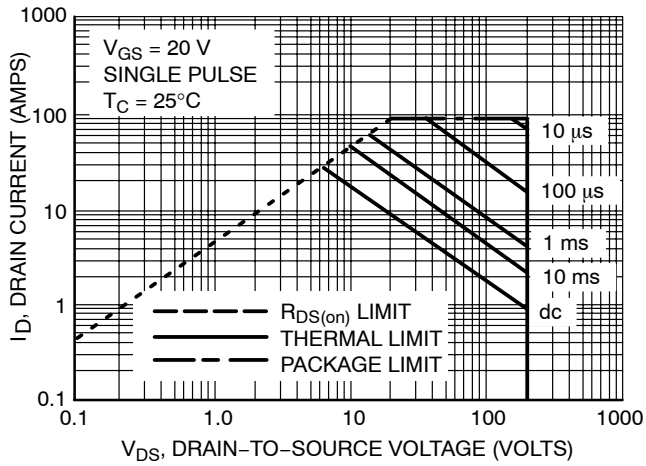 1000
100
10
1
0.1
I_D, DRAIN CURRENT (AMPS)
V_GS = 20 V
SINGLE PULSE
T_C = 25°C
10 μs
100 μs
1 ms
10 ms
dc
R_DS(on) LIMIT
THERMAL LIMIT
PACKAGE LIMIT
0.1 1.0 10 100 1000
V_DS, DRAIN−TO−SOURCE VOLTAGE (VOLTS)